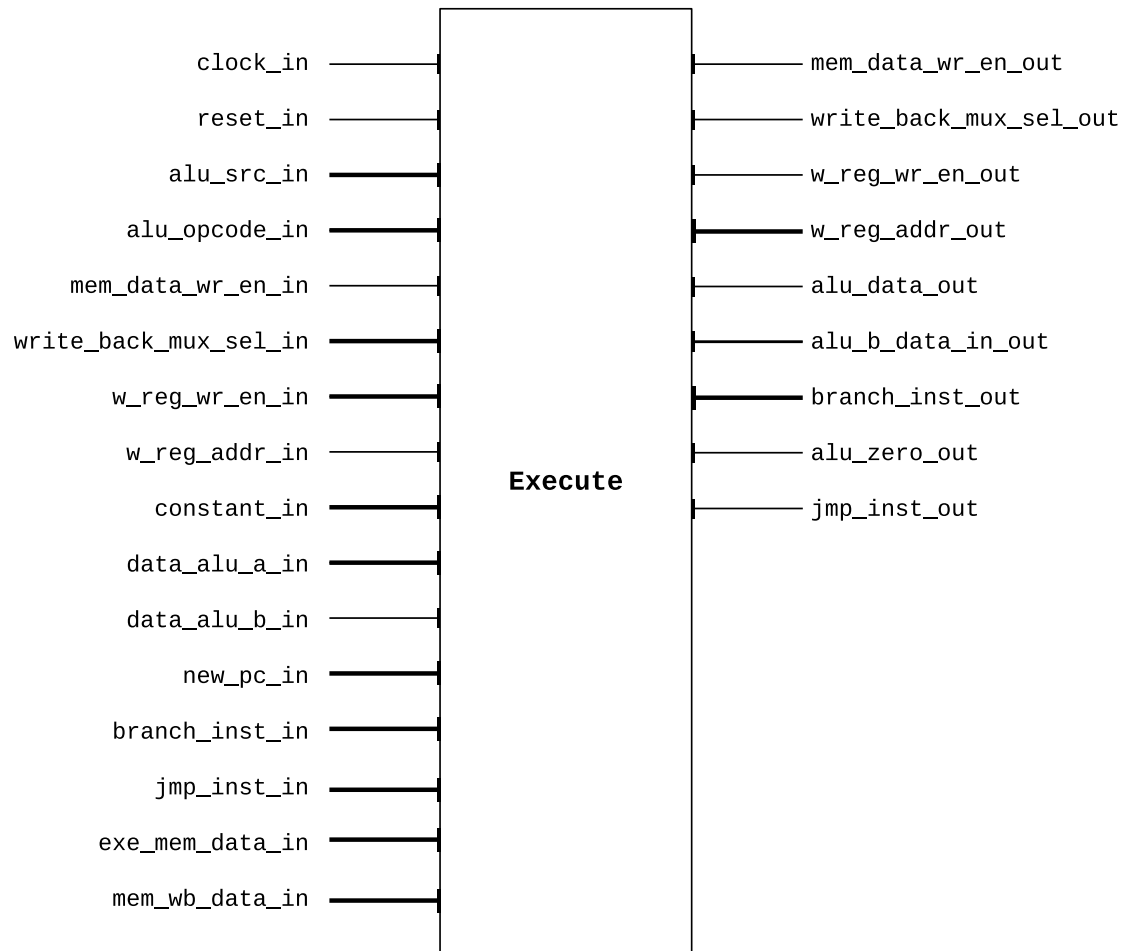 clock_in
reset_in
alu_src_in
alu_opcode_in
mem_data_wr_en_in
write_back_mux_sel_in
w_reg_wr_en_in
w_reg_addr_in
constant_in
data_alu_a_in
data_alu_b_in
new_pc_in
branch_inst_in
jmp_inst_in
exe_mem_data_in
mem_wb_data_in
Execute
mem_data_wr_en_out
write_back_mux_sel_out
w_reg_wr_en_out
w_reg_addr_out
alu_data_out
alu_b_data_in_out
branch_inst_out
alu_zero_out
jmp_inst_out